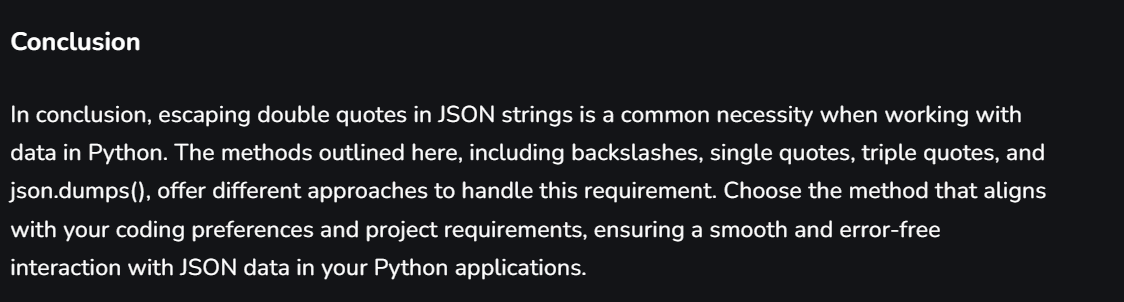 Conclusion
In conclusion, escaping double quotes in JSON strings is a common necessity when working with
data in Python. The methods outlined here, including backslashes, single quotes, triple quotes, and
json.dumps(), offer different approaches to handle this requirement. Choose the method that aligns
with your coding preferences and project requirements, ensuring a smooth and error-free
interaction with JSON data in your Python applications.